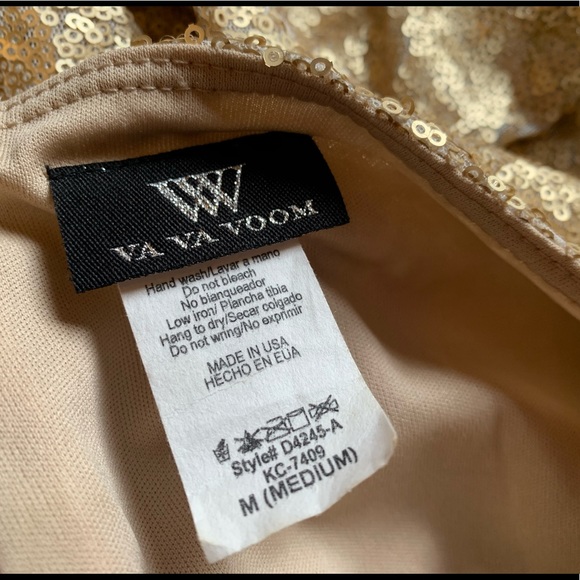 VA VA VOOM
Hand wash/Lavar a mano
Do not bleach
No blanqueador
Low iron/ Plancha tibia
Hang to dry/Secar colgado
Do not wring/No exprimir
MADE IN USA
HECHO EN EUA
Style# D4245-A
KC-7409
M (MEDIUM)